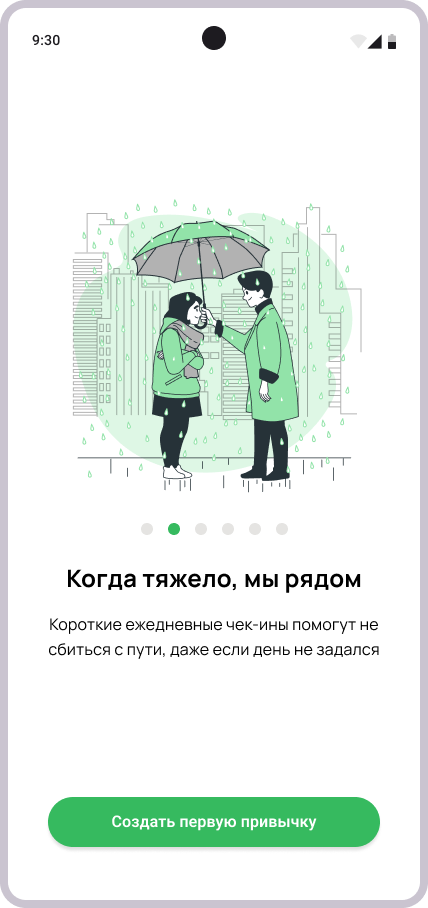 9:30
Когда тяжело, мы рядом
Короткие ежедневные чек-ины помогут не
сбиться с пути, даже если день не задался
Создать первую привычку